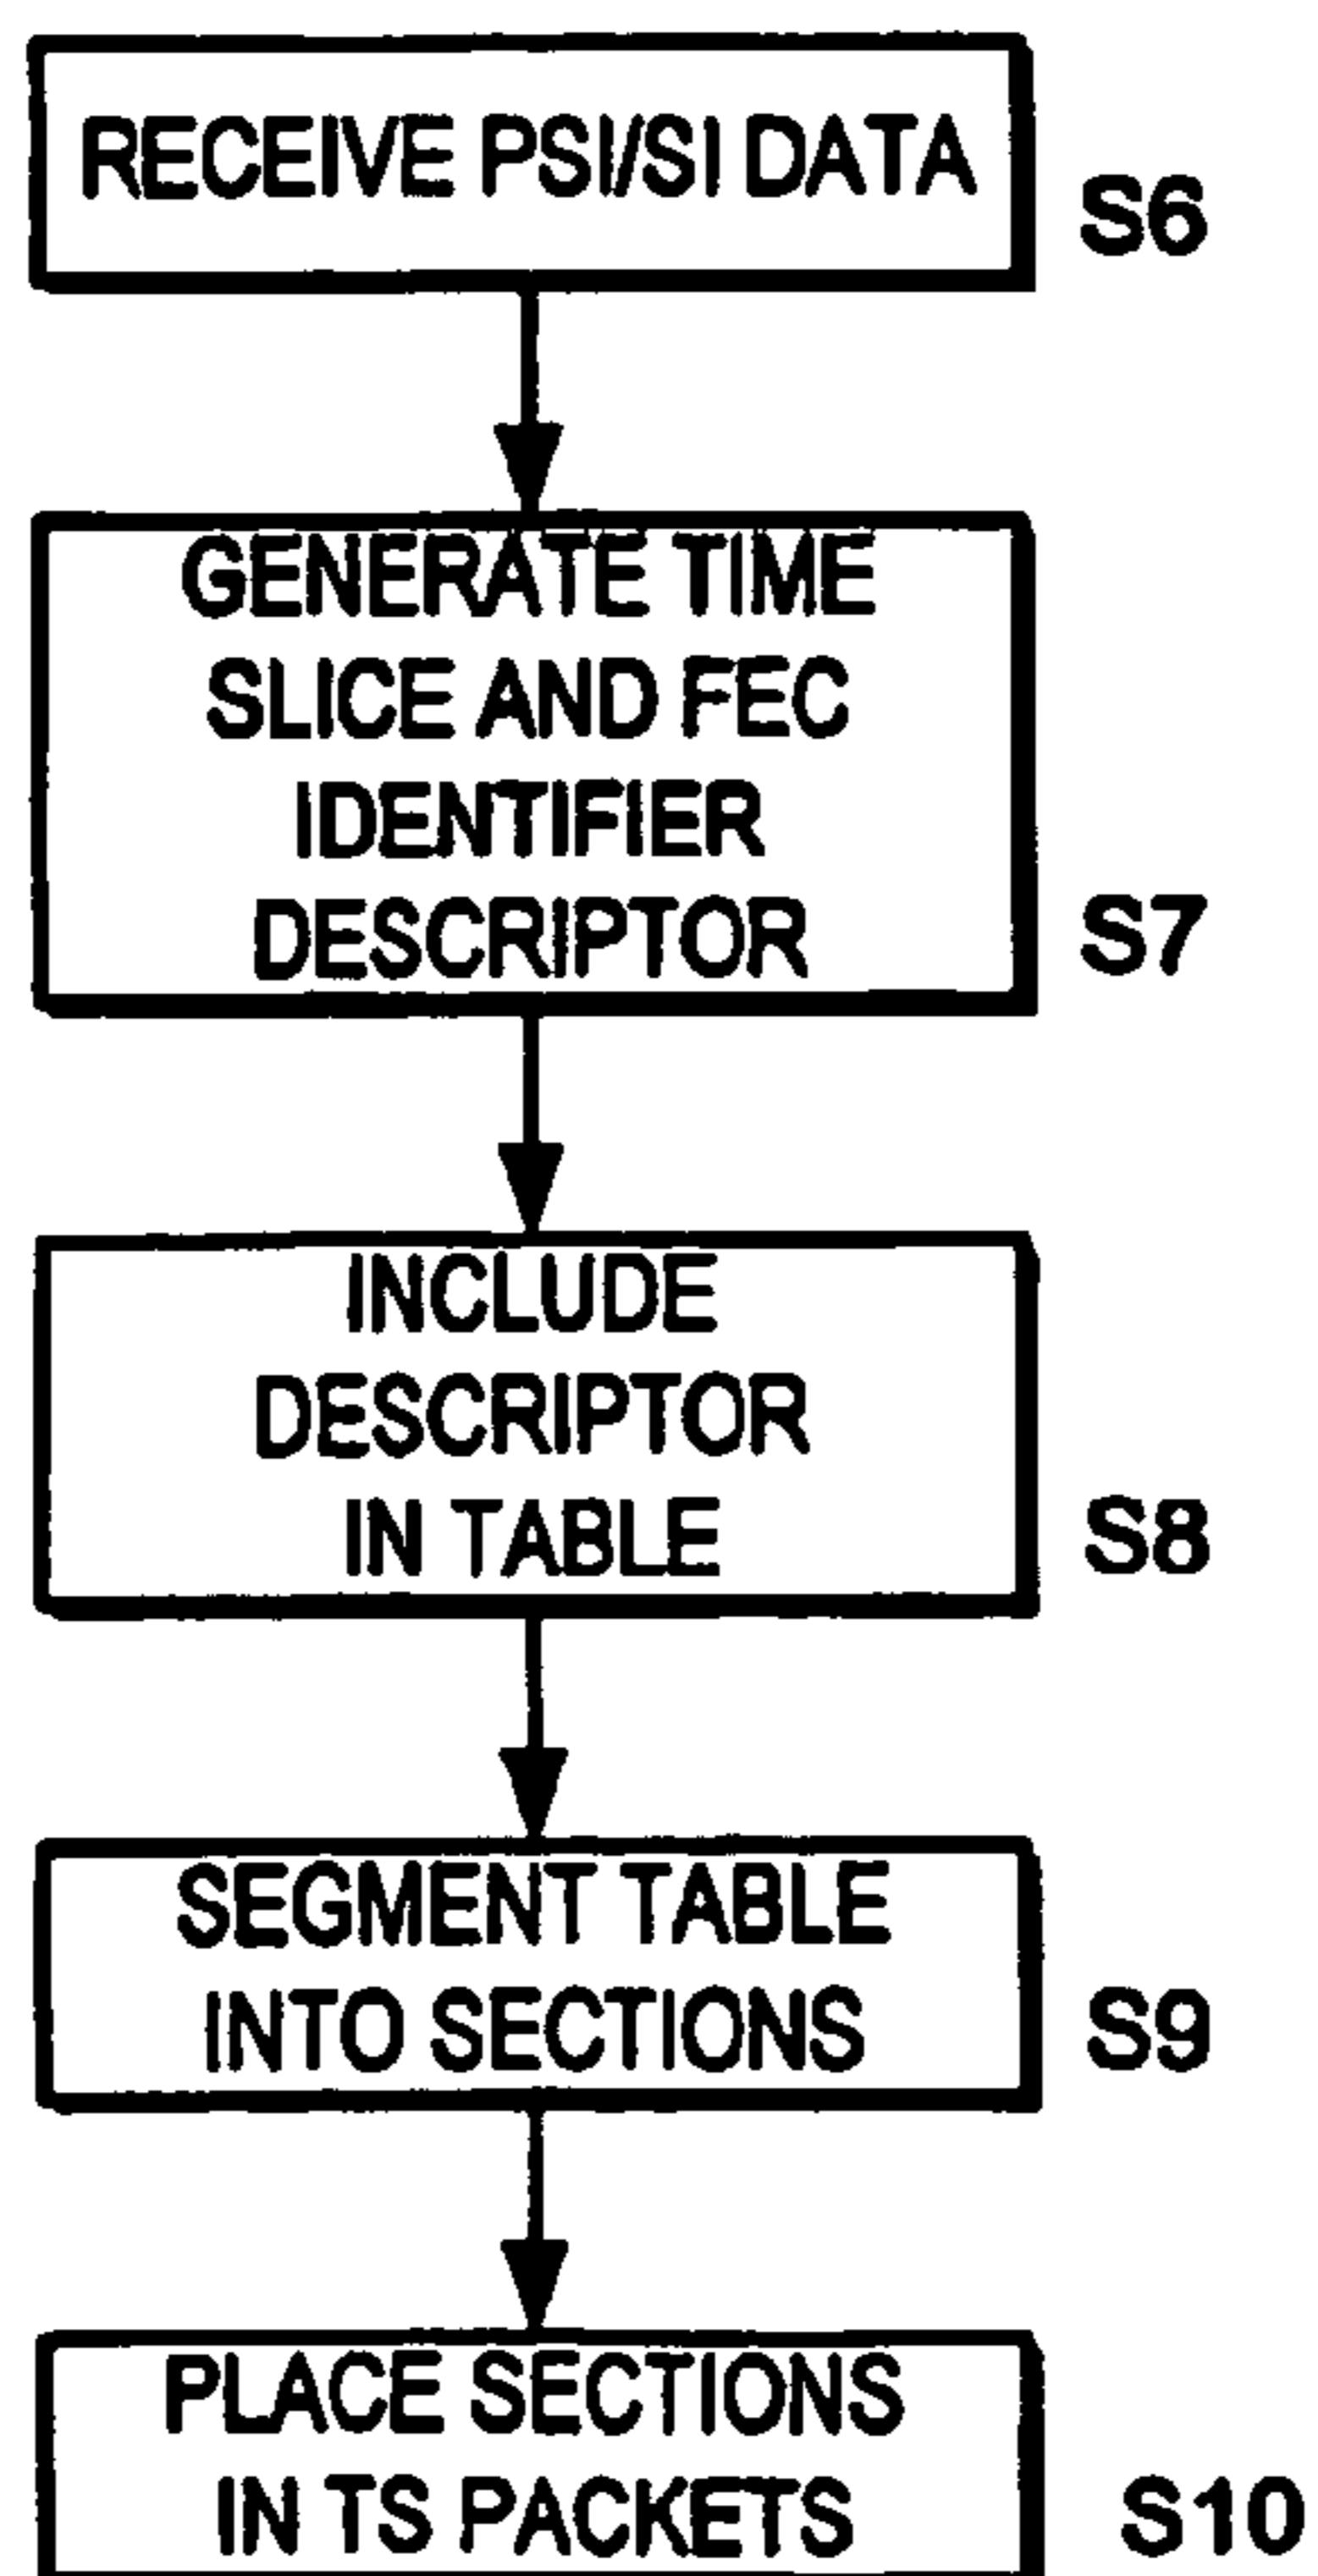 RECEIVE PSI/SI DATA
S6
GENERATE TIME
SLICE AND FEC
IDENTIFIER
DESCRIPTOR
S7
INCLUDE
DESCRIPTOR
IN TABLE
S8
SEGMENT TABLE
INTO SECTIONS
S9
PLACE SECTIONS
IN TS PACKETS
S10